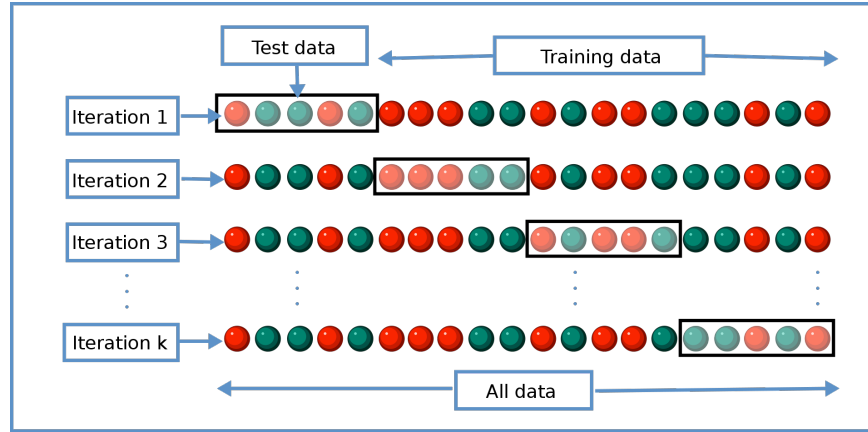 Test data
Training data
Iteration 1
Iteration 2
Iteration 3
Iteration k
All data